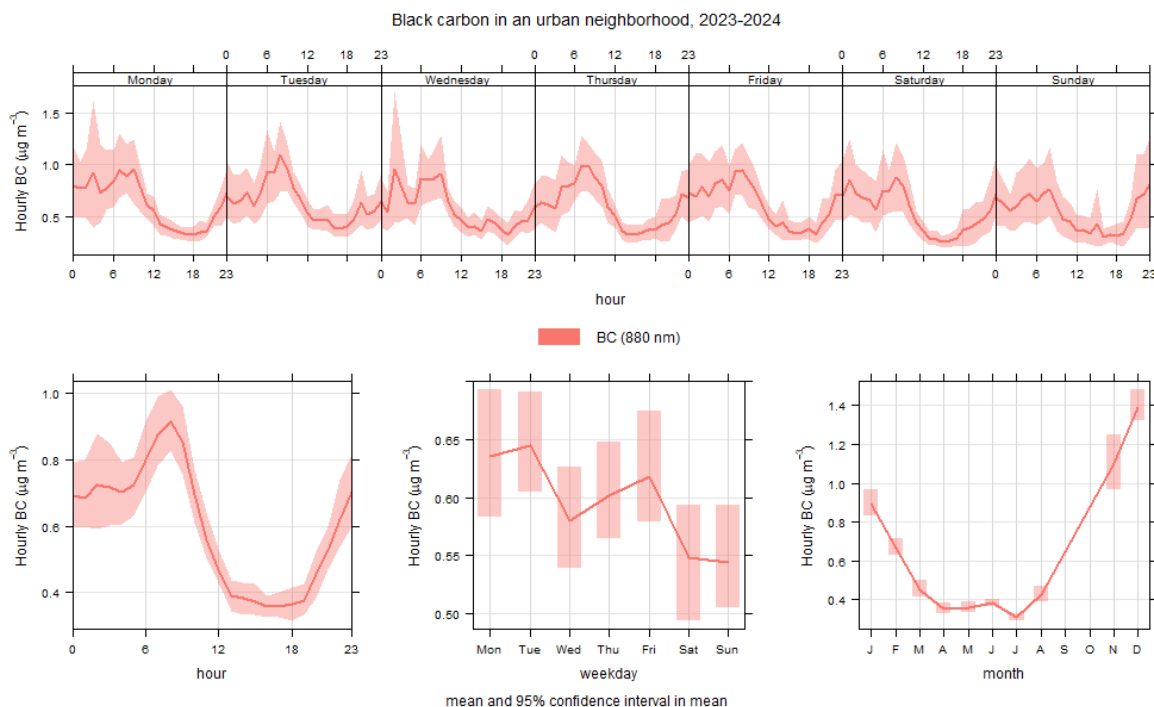 Black carbon in an urban neighborhood, 2023-2024
0 6 12 18 23 0 6 12 18 23 0 6 12 18 23
Monday Tuesday Wednesday Thursday Friday Saturday Sunday
Hourly BC (µg m⁻³)
1.5
1.0
0.5
0 6 12 18 23 0 6 12 18 23 0 6 12 18 23 0 6 12 18 23
hour
BC (880 nm)
Hourly BC (µg m⁻³)
1.0
0.8
0.6
0.4
0 6 12 18 23
hour
Hourly BC (µg m⁻³)
0.65
0.60
0.55
0.50
Mon Tue Wed Thu Fri Sat Sun
weekday
Hourly BC (µg m⁻³)
1.4
1.2
1.0
0.8
0.6
0.4
J F M A M J J A S O N D
month
mean and 95% confidence interval in mean